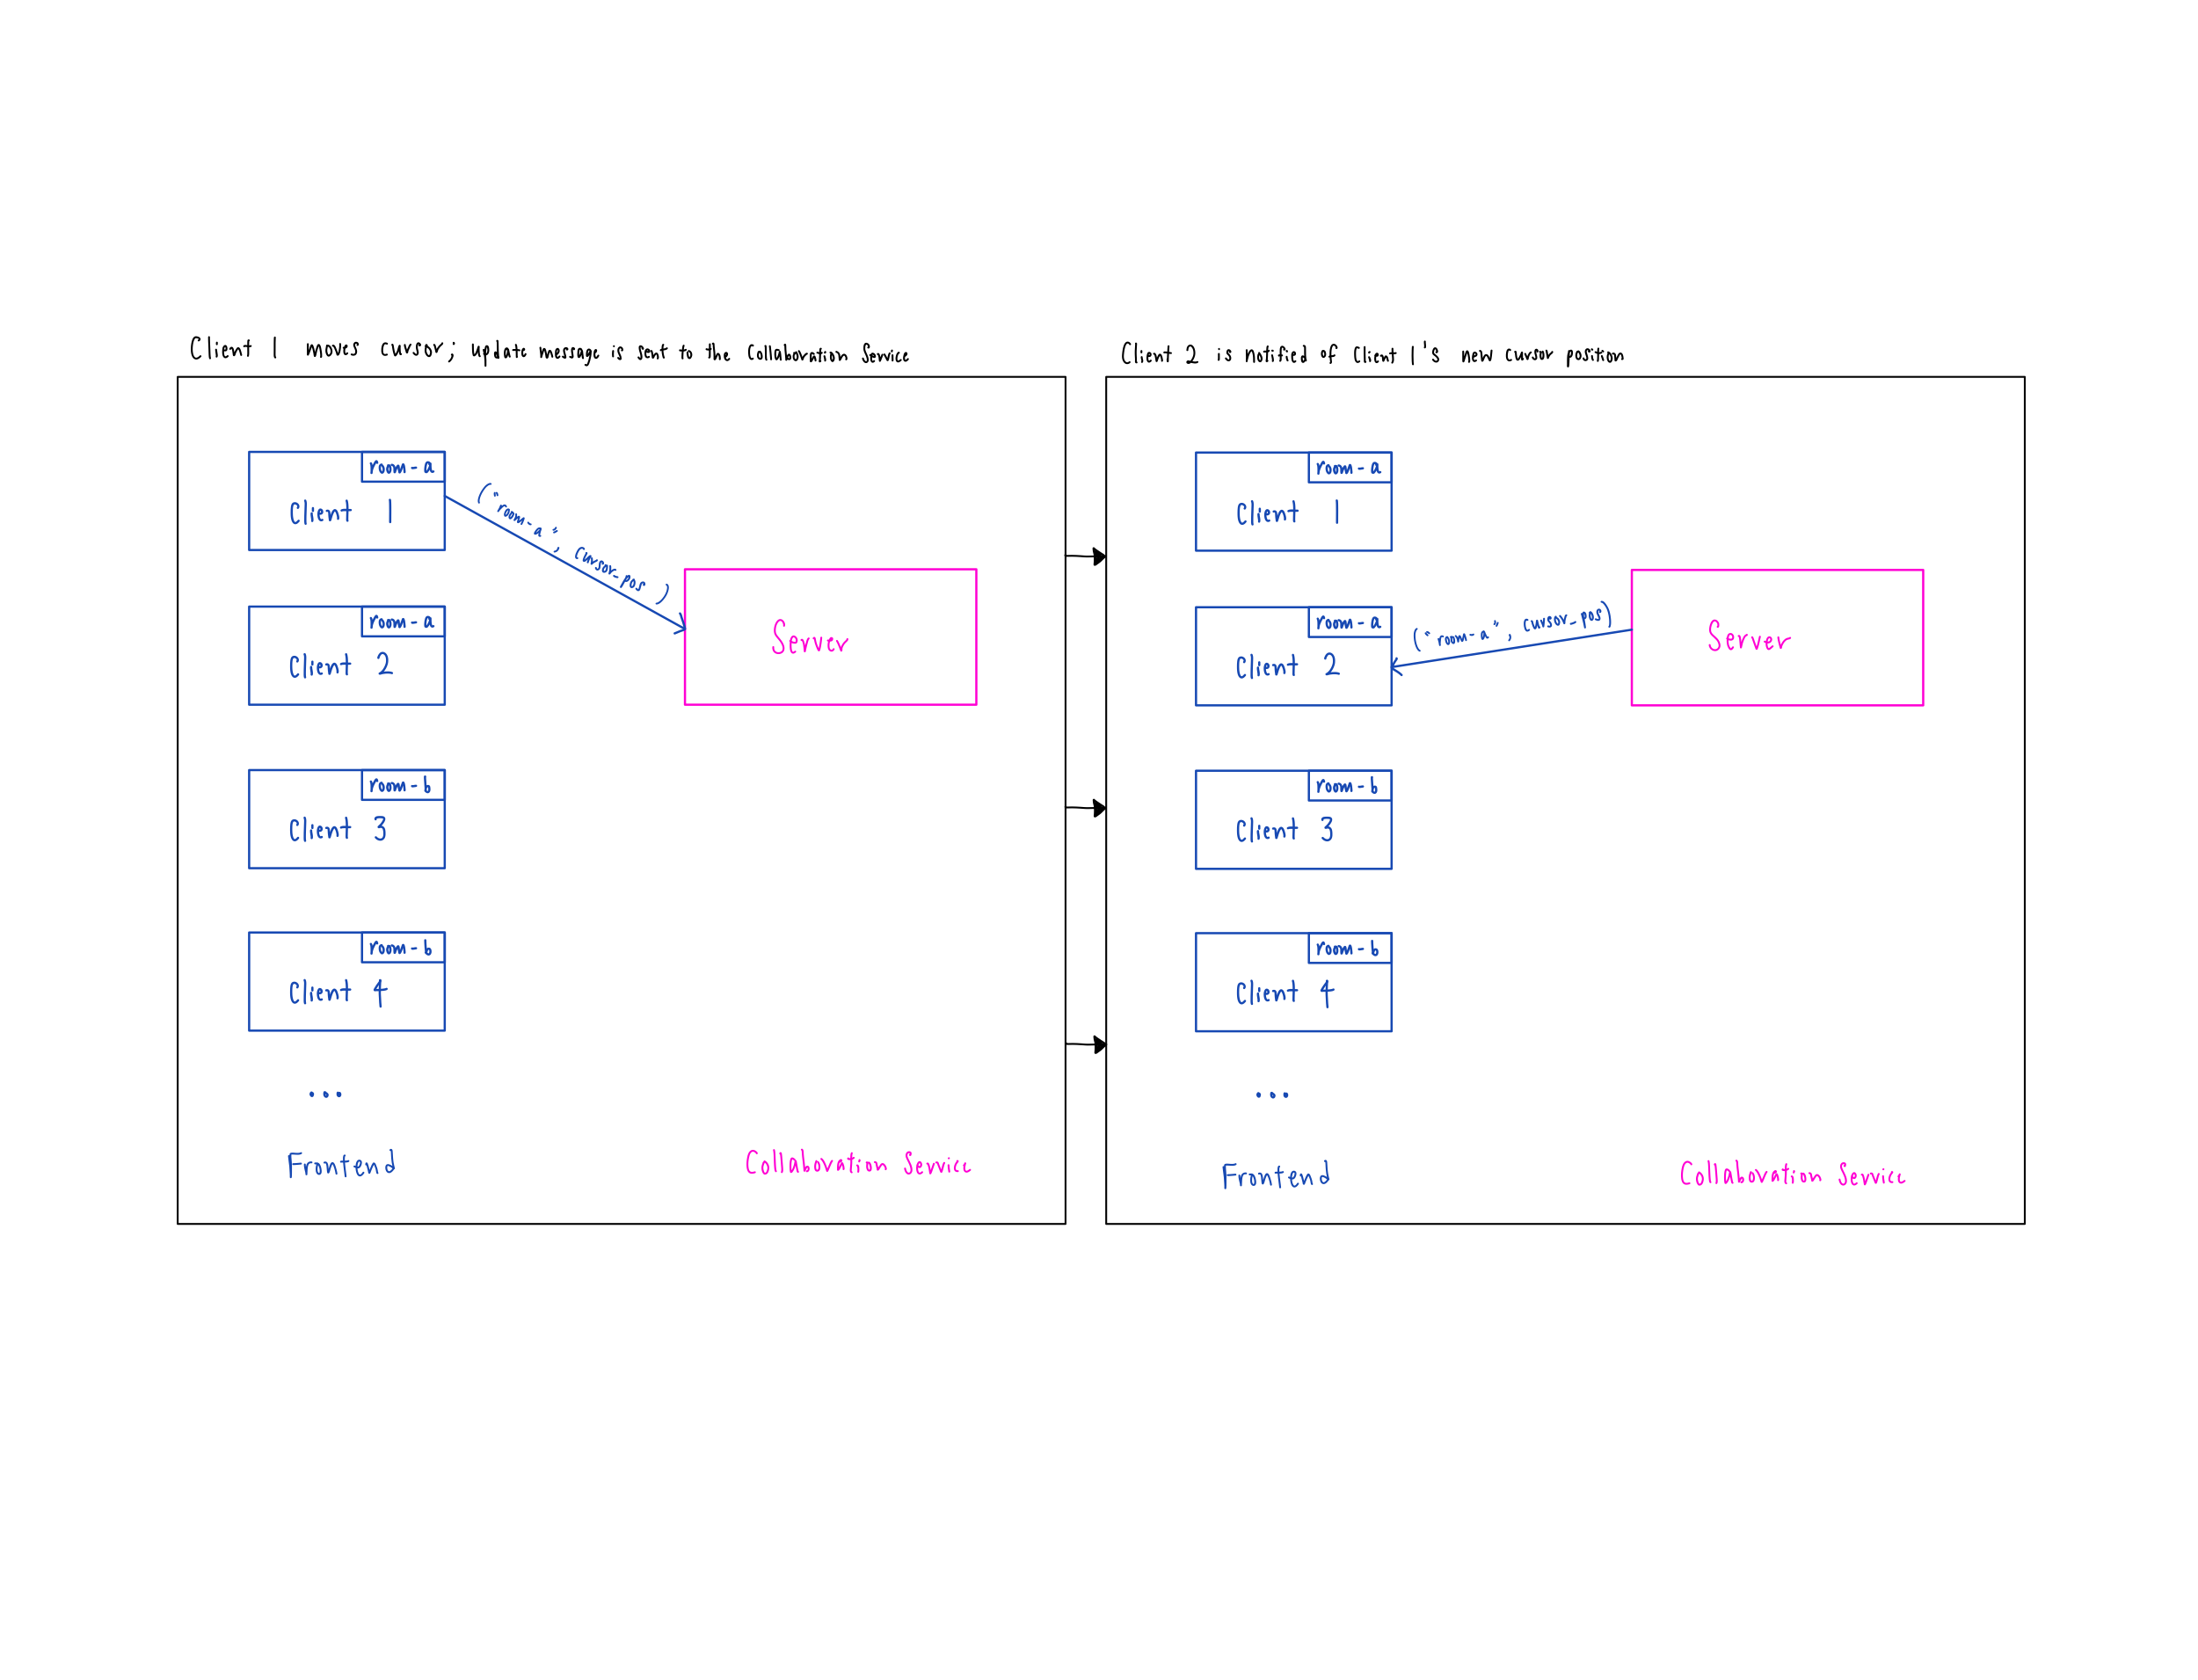 Client 1 moves cursor; update message is sent to the Collaboration Service
room-a
Client 1
("room-a", cursor_pos )
room-a
Client 2
Server
room-b
Client 3
room-b
Client 4
...
Frontend
Collaboration Service
Client 2 is notified of Client 1's new cursor position
room-a
Client 1
room-a
Client 2
("room-a", cursor_pos)
Server
room-b
Client 3
room-b
Client 4
...
Frontend
Collaboration Service